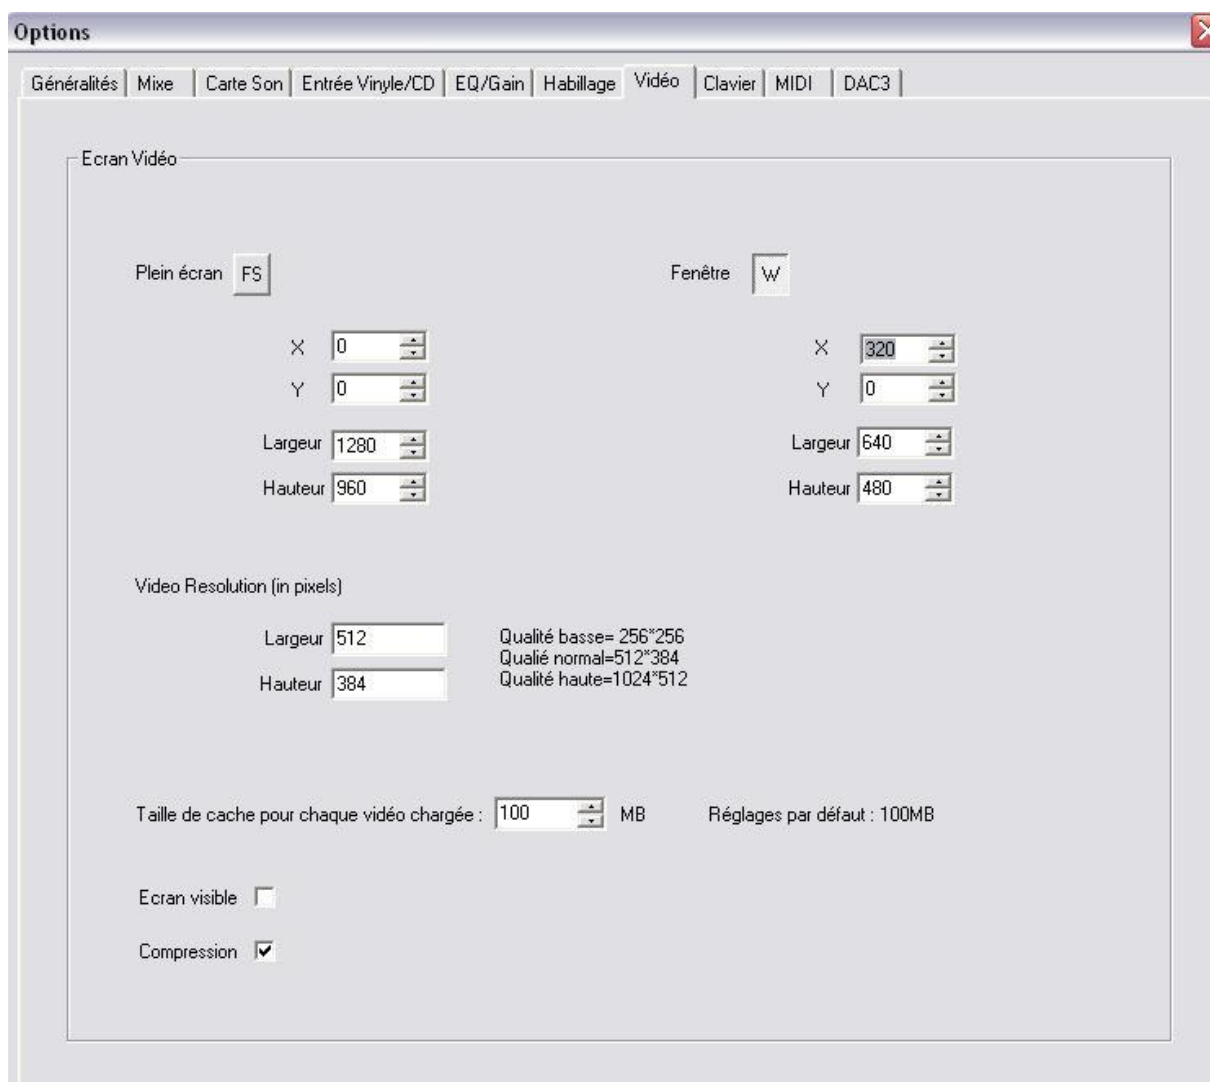 Options
Généralités Mixe Carte Son Entrée Vinyle/CD EQ/Gain Habillage Vidéo Clavier MIDI DAC3
Ecran Vidéo
Plein écran FS Fenêtre W
X 0 X 320
Y 0 Y 0
Largeur 1280 Largeur 640
Hauteur 960 Hauteur 480
Video Resolution (in pixels)
Largeur 512
Hauteur 384
Qualité basse= 256*256
Qualié normal=512*384
Qualité haute=1024*512
Taille de cache pour chaque vidéo chargée : 100 MB Réglages par défaut : 100MB
Ecran visible
Compression